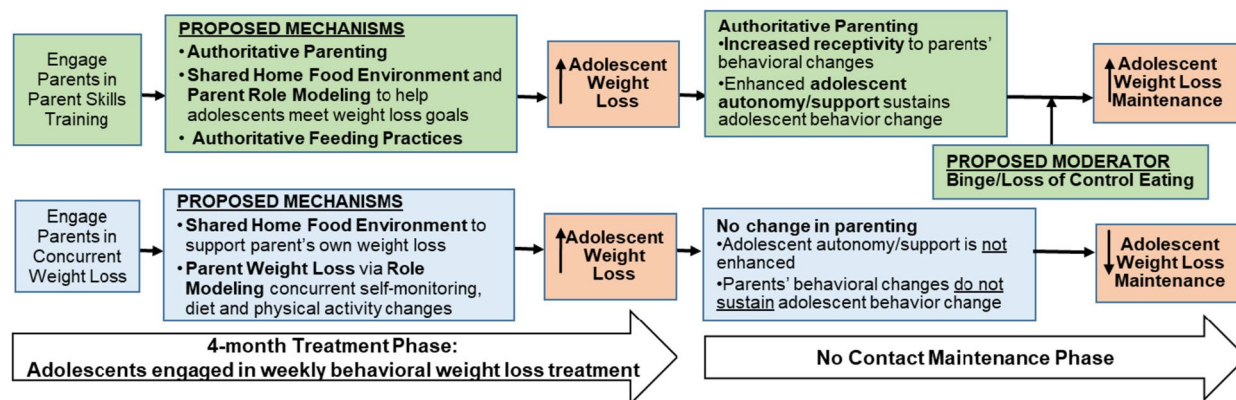 Engage
Parents in
Parent Skills
Training
PROPOSED MECHANISMS
•Authoritative Parenting
•Shared Home Food Environment and
Parent Role Modeling to help
adolescents meet weight loss goals
• Authoritative Feeding Practices
Adolescent
Weight
Loss
Authoritative Parenting
•Increased receptivity to parents’
behavioral changes
•Enhanced adolescent
autonomy/support sustains
adolescent behavior change
Adolescent
Weight Loss
Maintenance
PROPOSED MODERATOR
Binge/Loss of Control Eating
Engage
Parents in
Concurrent
Weight Loss
PROPOSED MECHANISMS
•Shared Home Food Environment to
support parent’s own weight loss
•Parent Weight Loss via Role
Modeling concurrent self-monitoring,
diet and physical activity changes
Adolescent
Weight
Loss
No change in parenting
•Adolescent autonomy/support is not
enhanced
•Parents’ behavioral changes do not
sustain adolescent behavior change
Adolescent
Weight Loss
Maintenance
4-month Treatment Phase:
Adolescents engaged in weekly behavioral weight loss treatment
No Contact Maintenance Phase